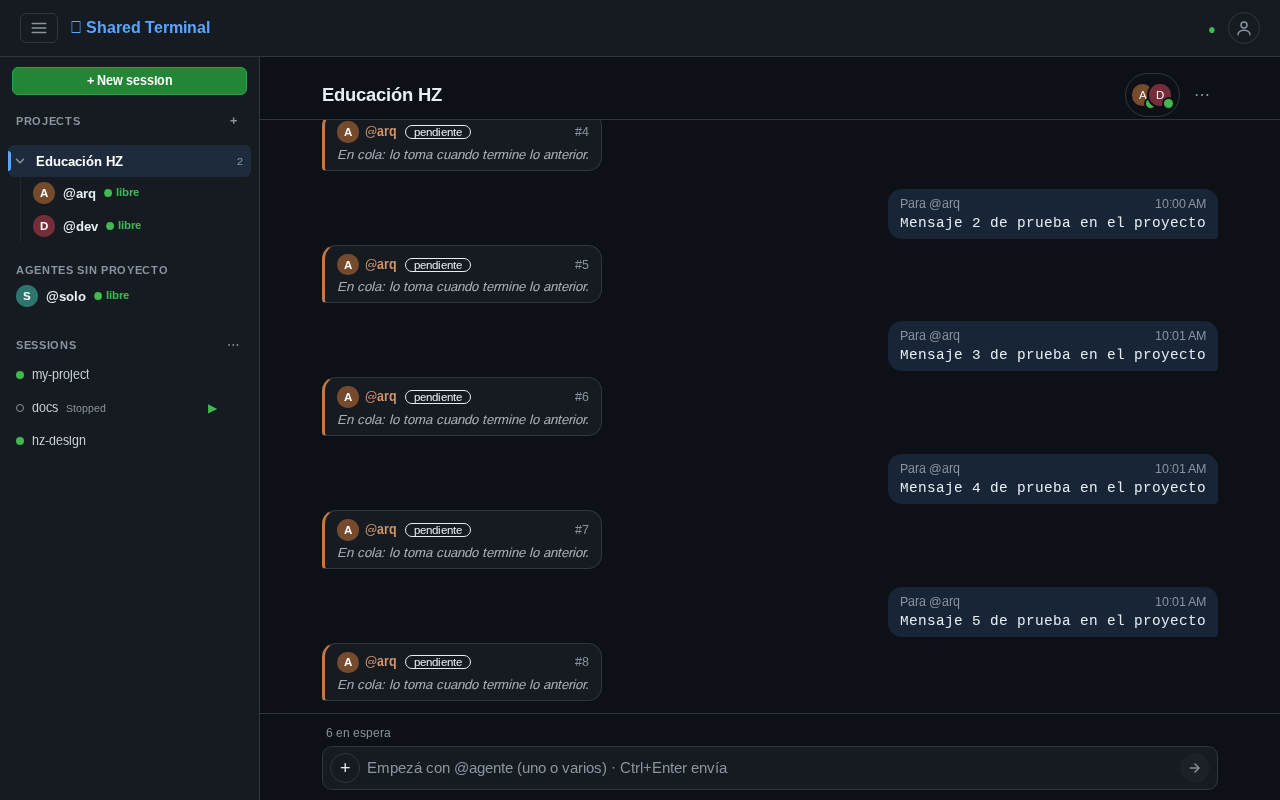 Shared Terminal
+ New session
PROJECTS +
Educación HZ 2
A @arq libre
D @dev libre
AGENTES SIN PROYECTO
S @solo libre
SESSIONS ...
my-project
docs Stopped
hz-design
Educación HZ
A D ...
A @arq pendiente #4
En cola: lo toma cuando termine lo anterior.
Para @arq 10:00 AM
Mensaje 2 de prueba en el proyecto
A @arq pendiente #5
En cola: lo toma cuando termine lo anterior.
Para @arq 10:01 AM
Mensaje 3 de prueba en el proyecto
A @arq pendiente #6
En cola: lo toma cuando termine lo anterior.
Para @arq 10:01 AM
Mensaje 4 de prueba en el proyecto
A @arq pendiente #7
En cola: lo toma cuando termine lo anterior.
Para @arq 10:01 AM
Mensaje 5 de prueba en el proyecto
A @arq pendiente #8
En cola: lo toma cuando termine lo anterior.
6 en espera
+ Empezá con @agente (uno o varios) · Ctrl+Enter envía